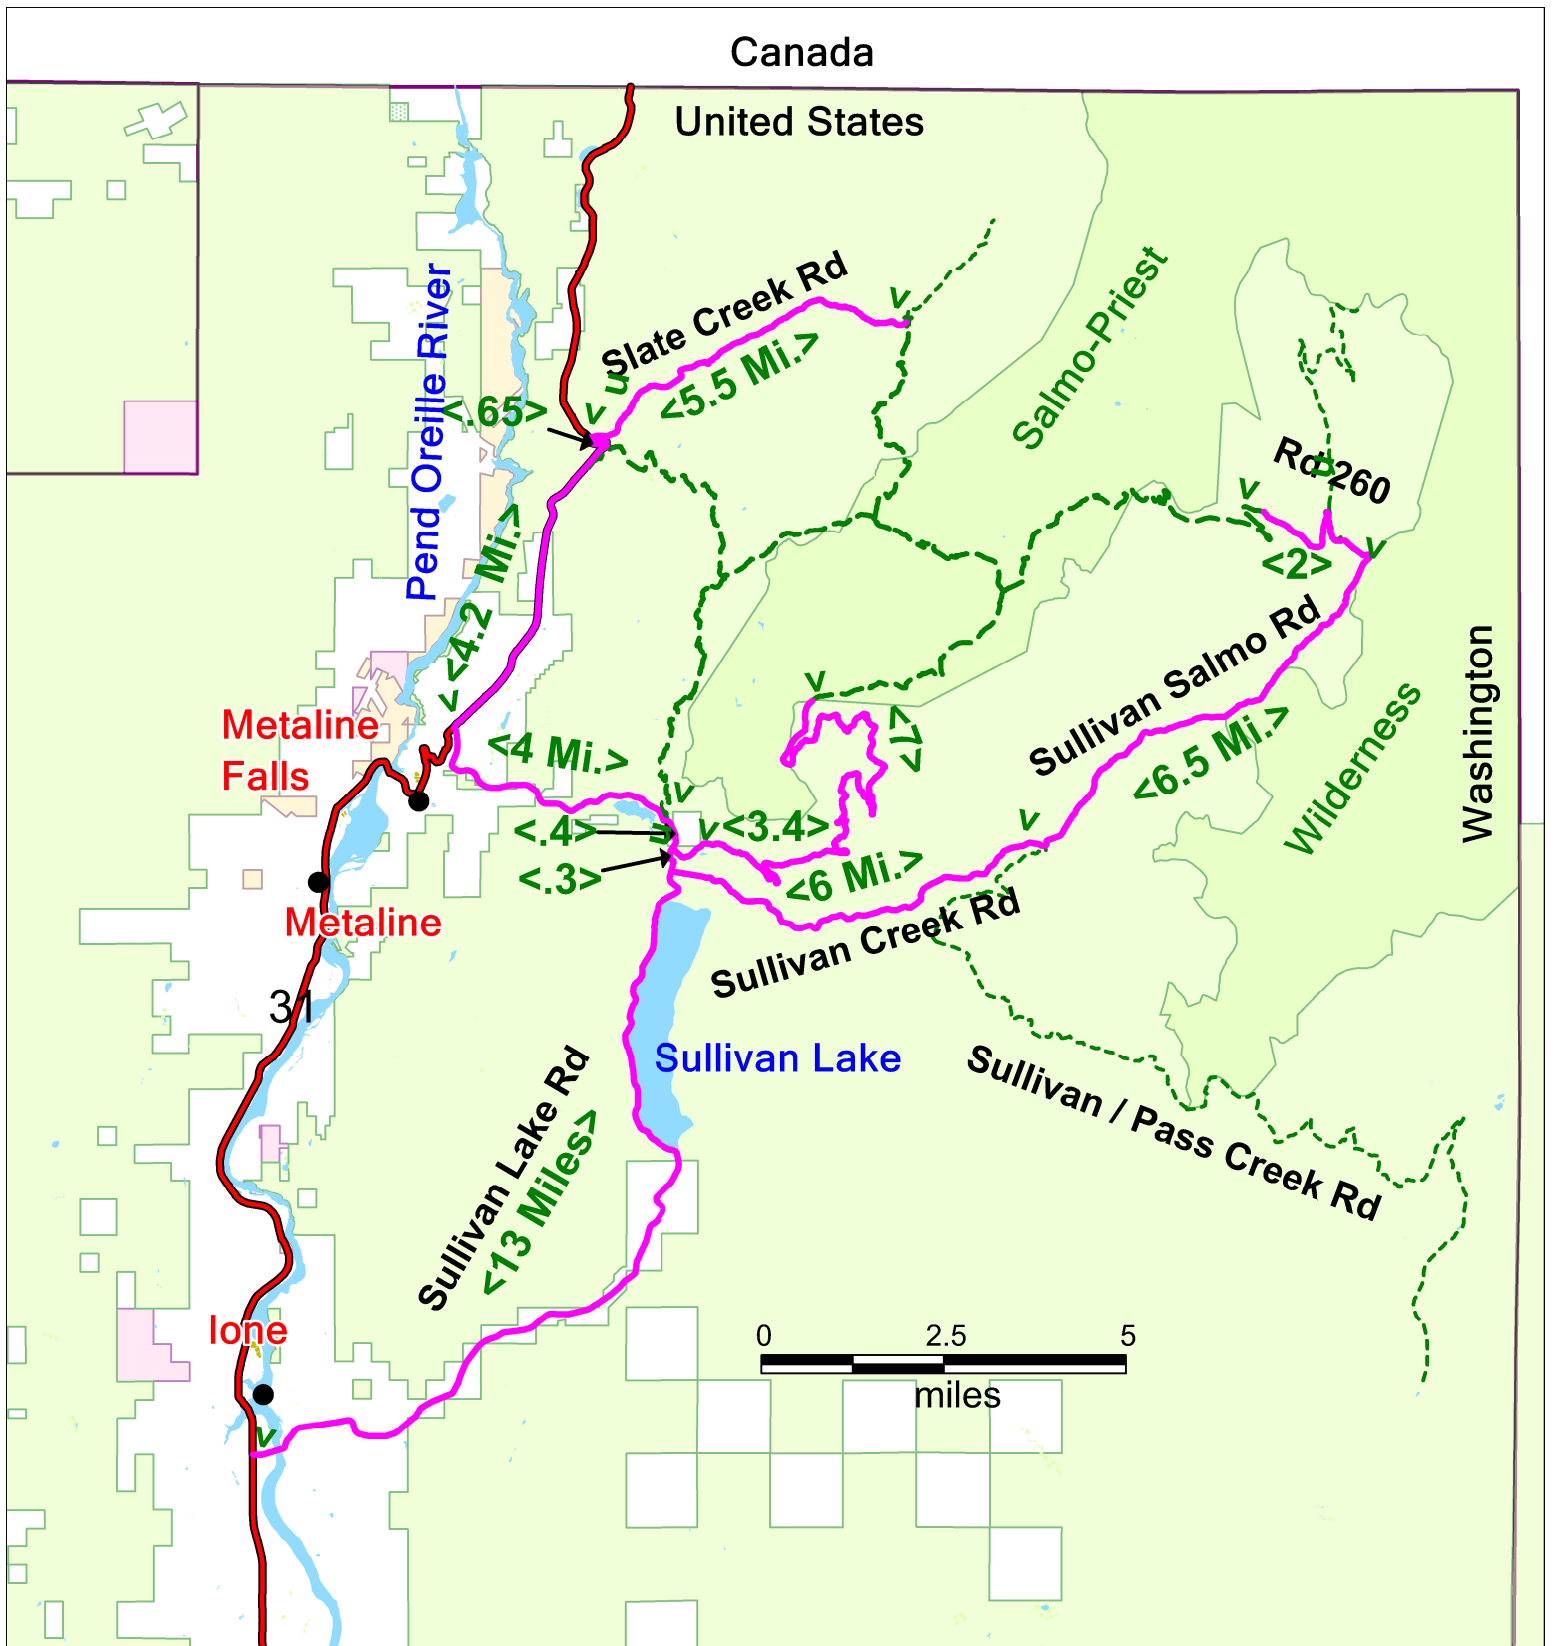 Canada
United States
Slate Creek Rd
<5.5 Mi.>
v
Salmo-Priest
<.65>
v
u
Pend Oreille River
Rd 260
v
u
v
<2>
<4.2 Mi.>
v
Metaline
Falls
<4 Mi.>
v
<7>
Sullivan Salmo Rd
<6.5 Mi.>
Washington
Wilderness
v
<.4>
v
<3.4>
v
<.3>
<6 Mi.>
Metaline
Sullivan Creek Rd
31
Sullivan Lake
Sullivan / Pass Creek Rd
Sullivan Lake Rd
<13 Miles>
Ione
v
0 2.5 5
miles